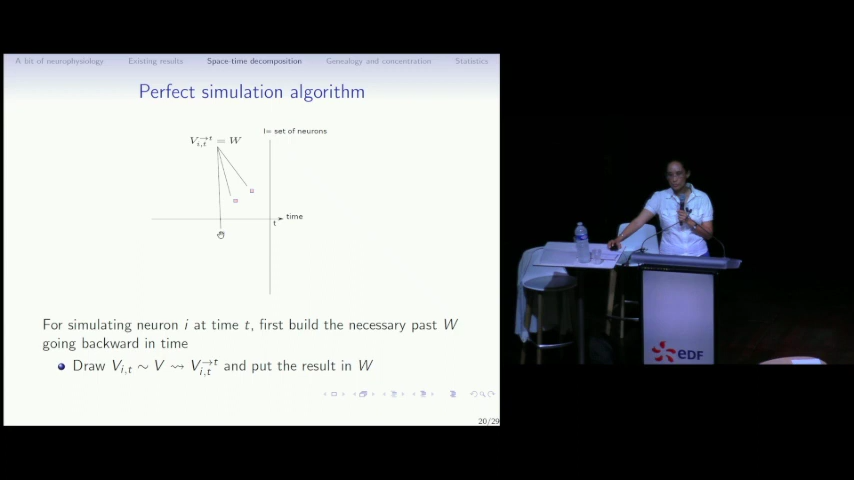 A bit of neurophysiology Existing results Space-time decomposition Genealogy and concentration Statistics
Perfect simulation algorithm
I= set of neurons
V_{i,t}^{→t} = W
time
t
For simulating neuron i at time t, first build the necessary past W
going backward in time
Draw V_{i,t} ∼ V ⇝ V_{i,t}^{→t} and put the result in W
20/29
eDF